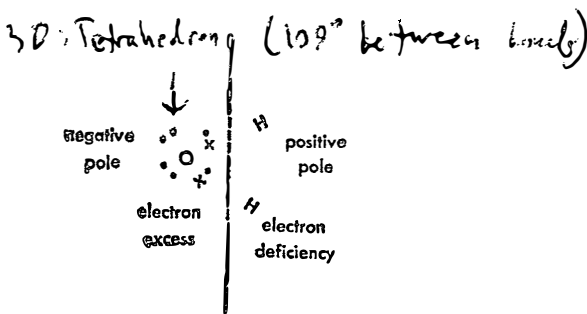 3D: Tetrahedron (109° between bonds)
H
negative pole
positive pole
x
O
x
H
electron excess
electron deficiency